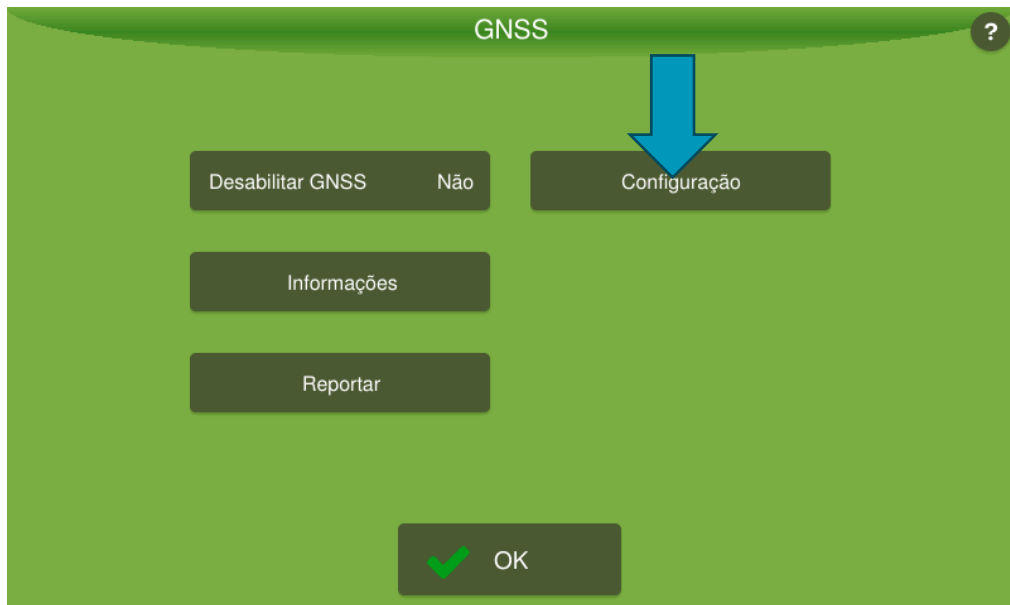 GNSS
?
Desabilitar GNSS Não
Configuração
Informações
Reportar
OK